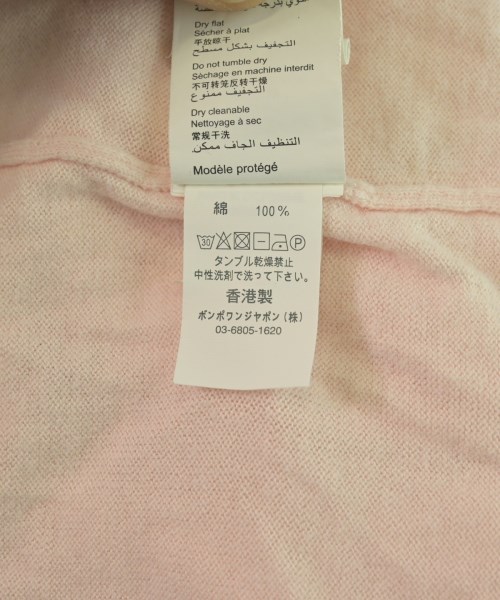 Dry flat
Sécher à plat
平放晾干
التجفيف بشكل مسطح
Do not tumble dry
Séchage en machine interdit
不可转笼反转干燥
التجفيف ممنوع
Dry cleanable
Nettoyage à sec
常规干洗
التنظيف الجاف ممكن
Modèle protégé
綿 100%
30 P
タンブル乾燥禁止
中性洗剤で洗って下さい。
香港製
ボンポワンジャポン(株)
03-6805-1620